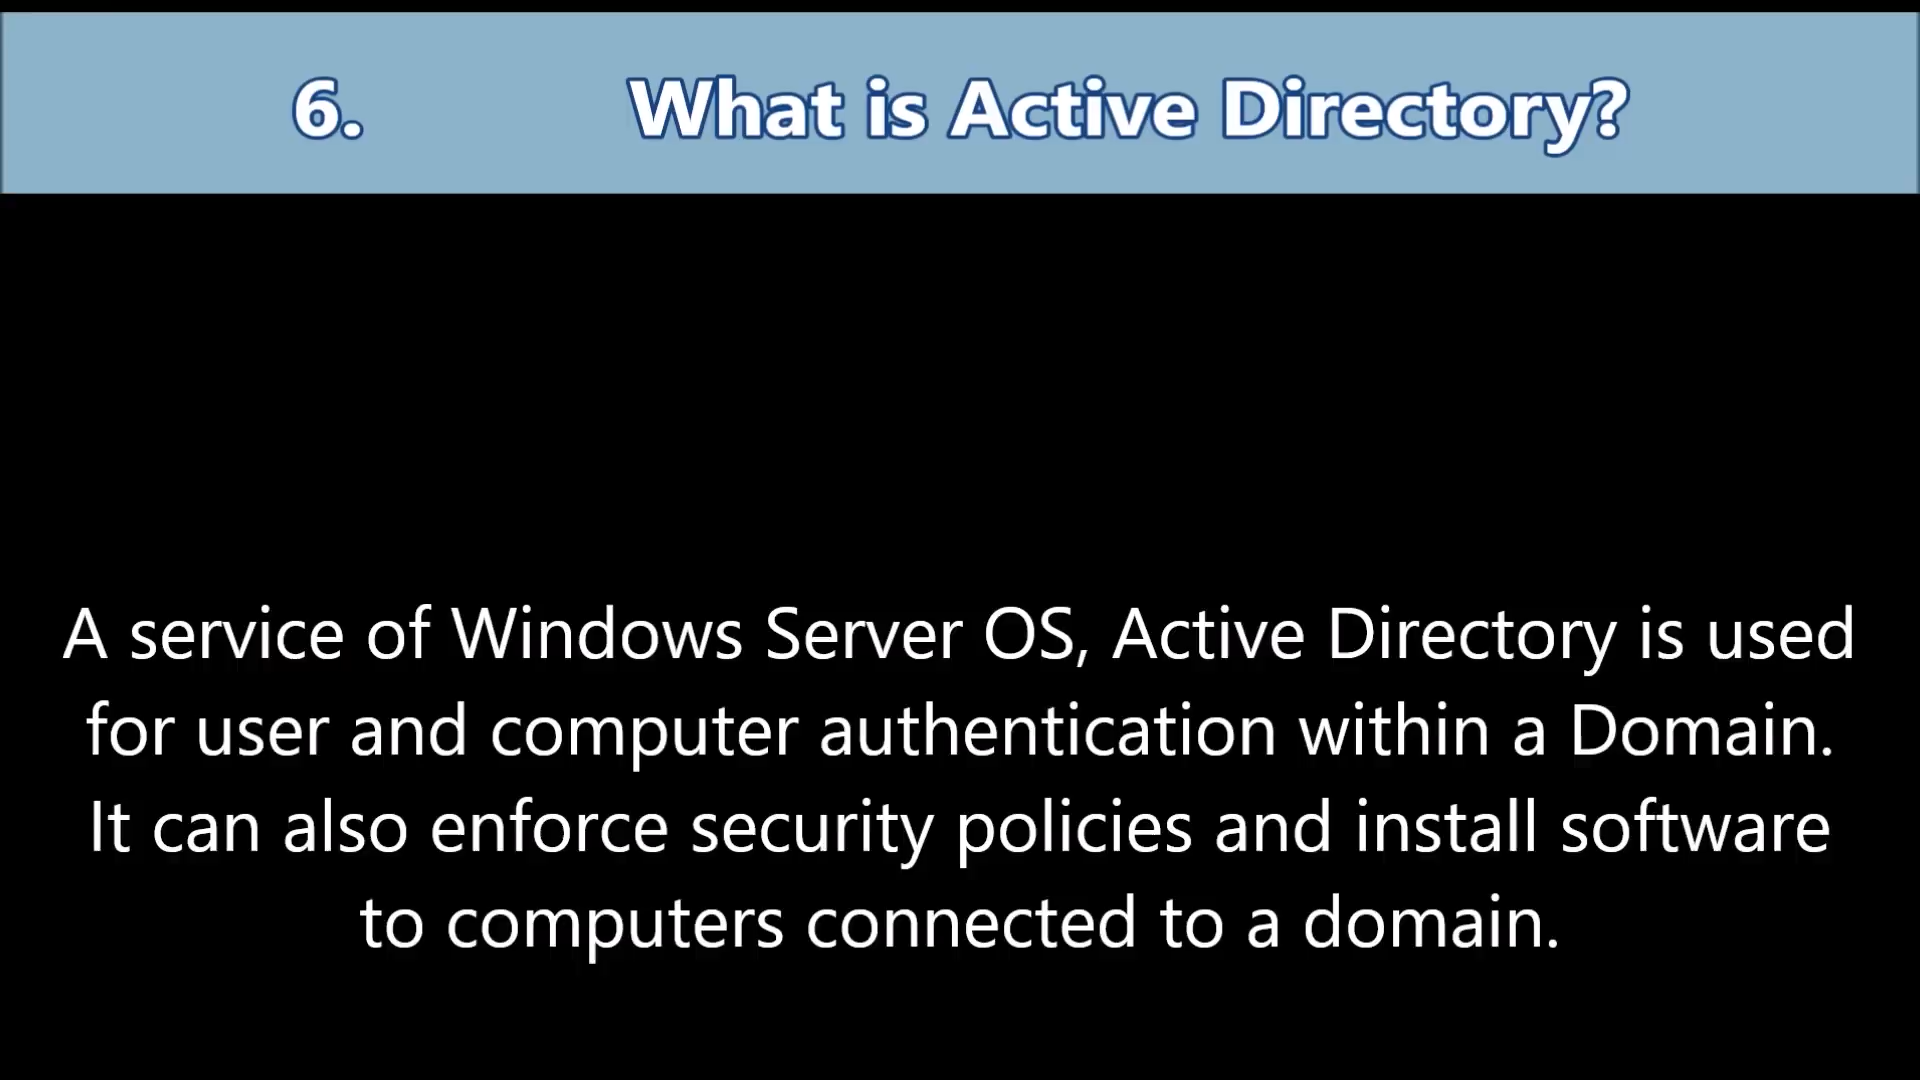 6. What is Active Directory?
A service of Windows Server OS, Active Directory is used
for user and computer authentication within a Domain.
It can also enforce security policies and install software
to computers connected to a domain.